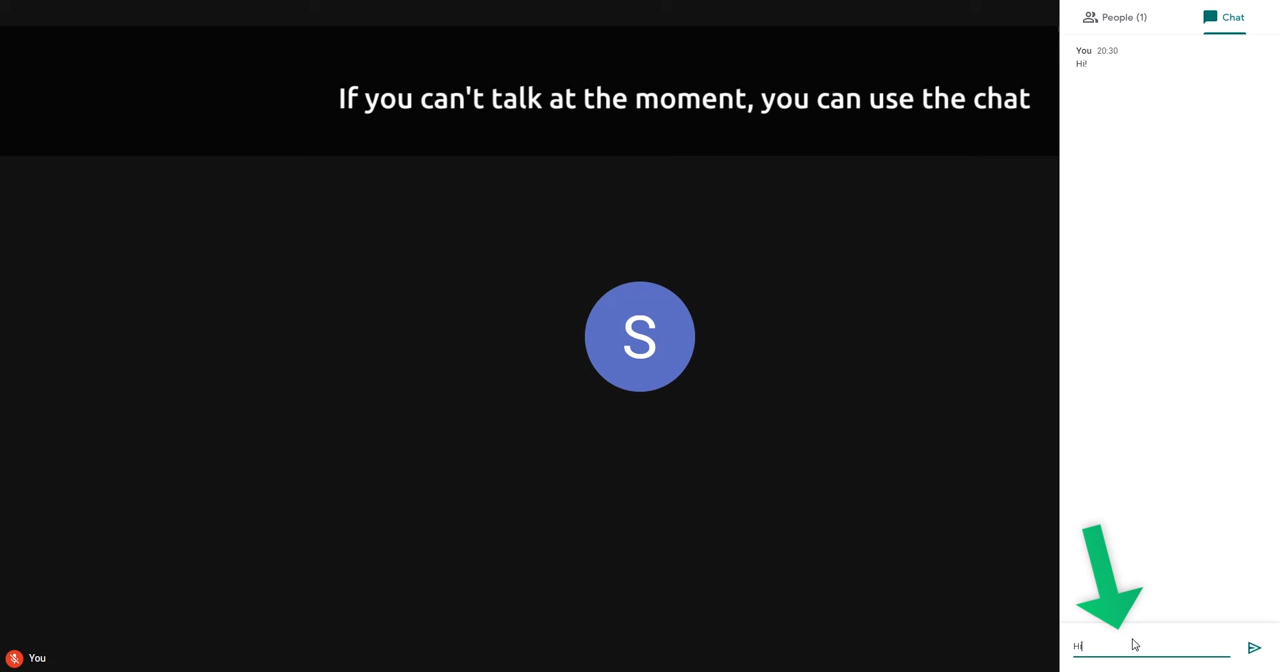 People (1)
Chat
You 20:30
Hi!
If you can't talk at the moment, you can use the chat
S
Hi
You